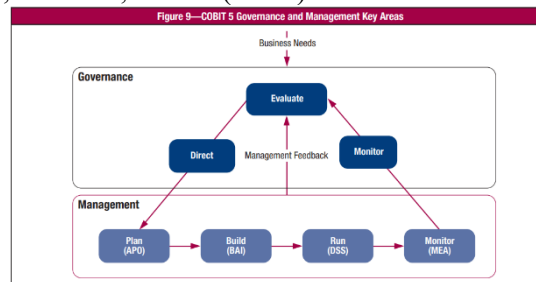 Figure 9—COBIT 5 Governance and Management Key Areas
Business Needs
Governance
Evaluate
Direct
Management Feedback
Monitor
Management
Plan
(APO)
Build
(BAI)
Run
(DSS)
Monitor
(MEA)